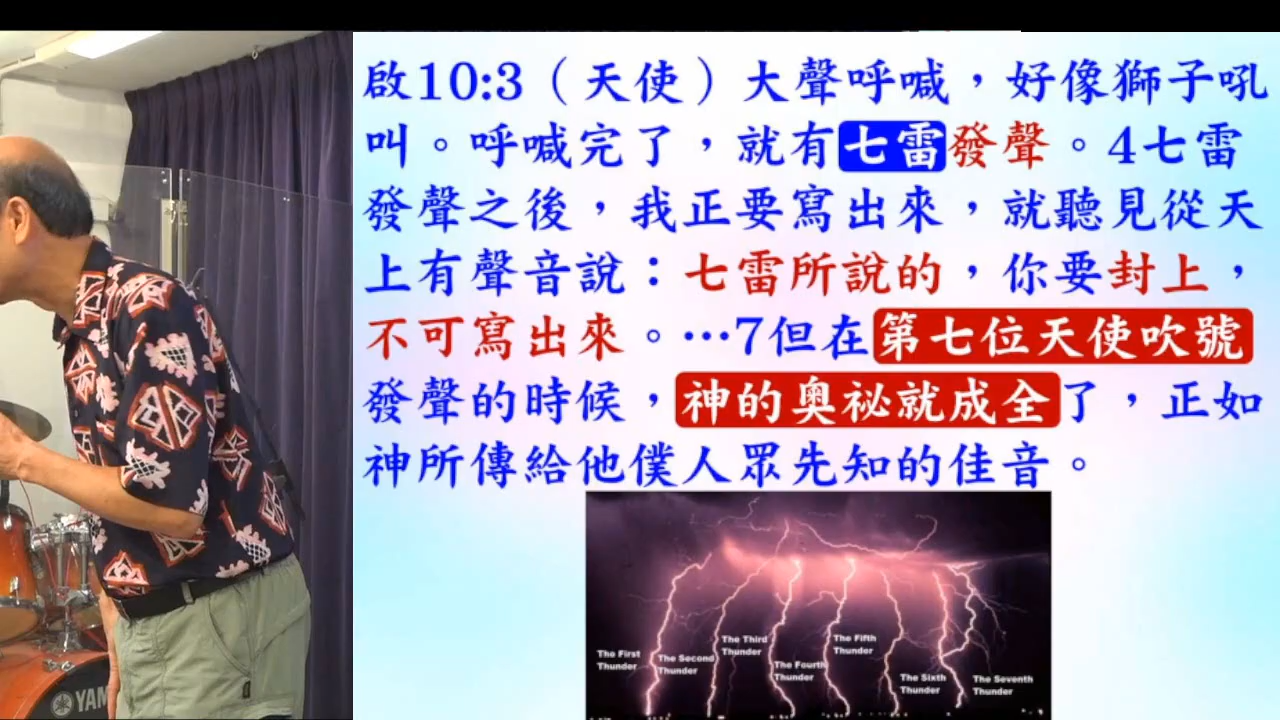 啟10:3（天使）大聲呼喊，好像獅子吼
叫。呼喊完了，就有七雷發聲。4七雷
發聲之後，我正要寫出來，就聽見從天
上有聲音說：七雷所說的，你要封上，
不可寫出來。…7但在第七位天使吹號
發聲的時候，神的奧祕就成全了，正如
神所傳給他僕人眾先知的佳音。
The First
Thunder
The Second
Thunder
The Third
Thunder
The Fourth
Thunder
The Fifth
Thunder
The Sixth
Thunder
The Seventh
Thunder
YAM